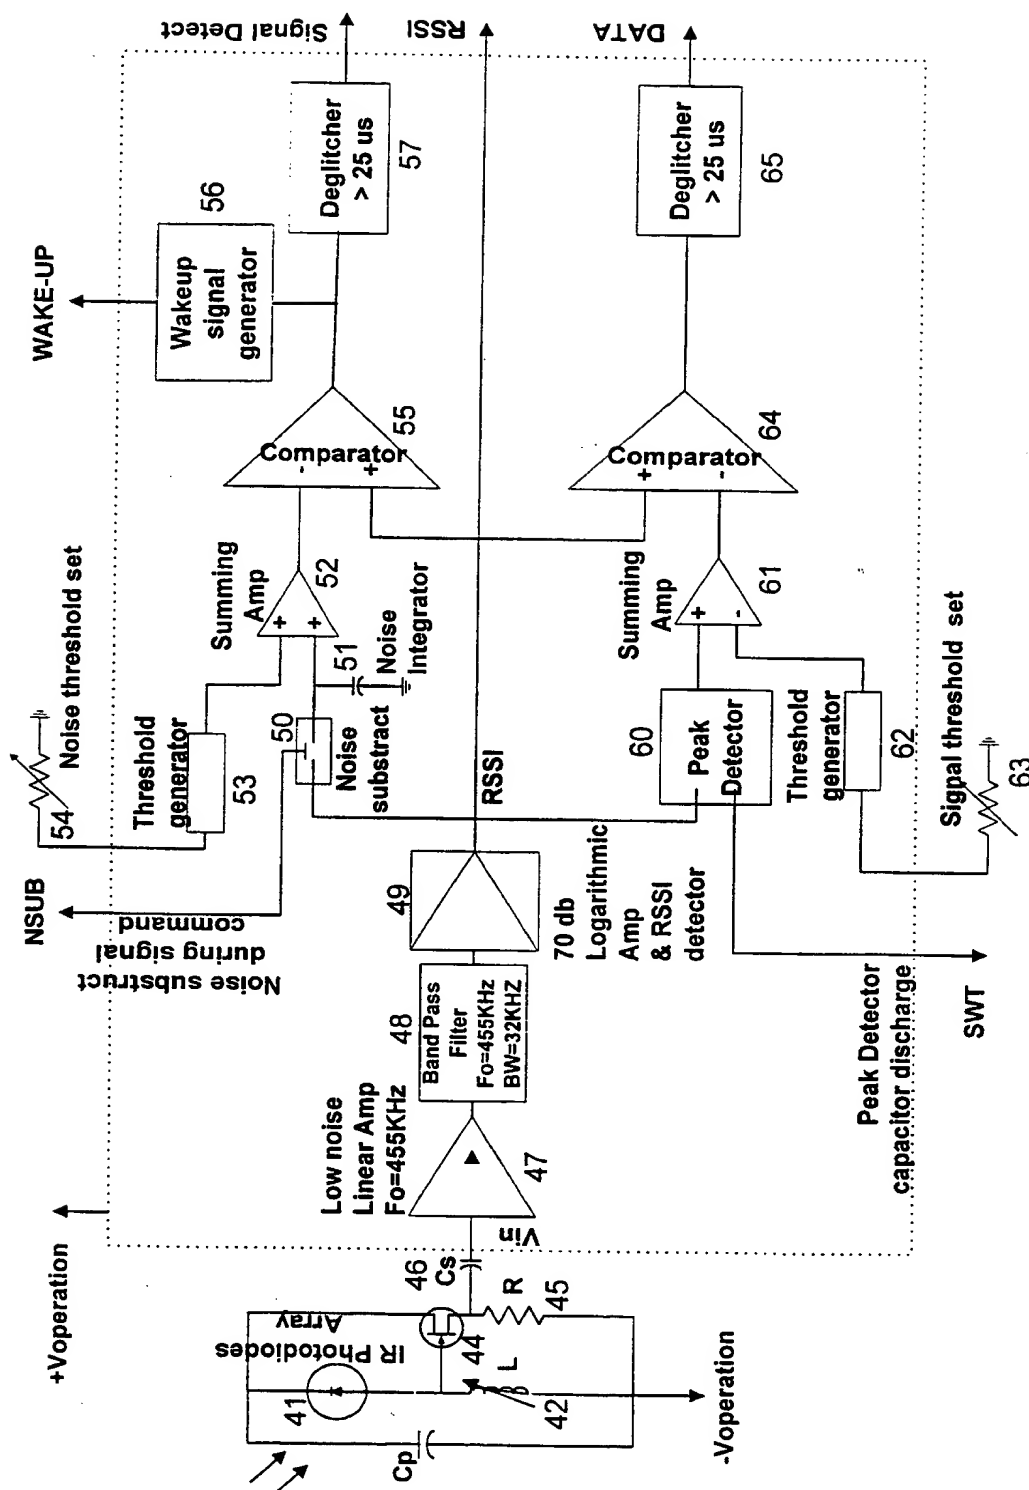 Signal Detect
RSSI
DATA
Deglitcher
> 25 us
57
Deglitcher
> 25 us
65
56
WAKE-UP
Wakeup
signal
generator
Comparator
-
+
55
Comparator
+
-
64
Noise threshold set
54
Threshold
generator
53
Summing
Amp
+
+
52
50
Noise
substract
51
Noise
Integrator
NSUB
Noise substruct
during signal
command
RSSI
Summing
Amp
+
-
61
60
Peak
Detector
Threshold
generator
62
Signal threshold set
63
49
70 db
Logarithmic
Amp
& RSSI
detector
48
Band Pass
Filter
Fo=455KHz
BW=32KHZ
Low noise
Linear Amp
Fo=455KHz
47
Vin
Peak Detector
capacitor discharge
SWT
+Voperation
46
Cs
R
45
IR Photodiodes
Array
44
41
L
42
Cp
-Voperation